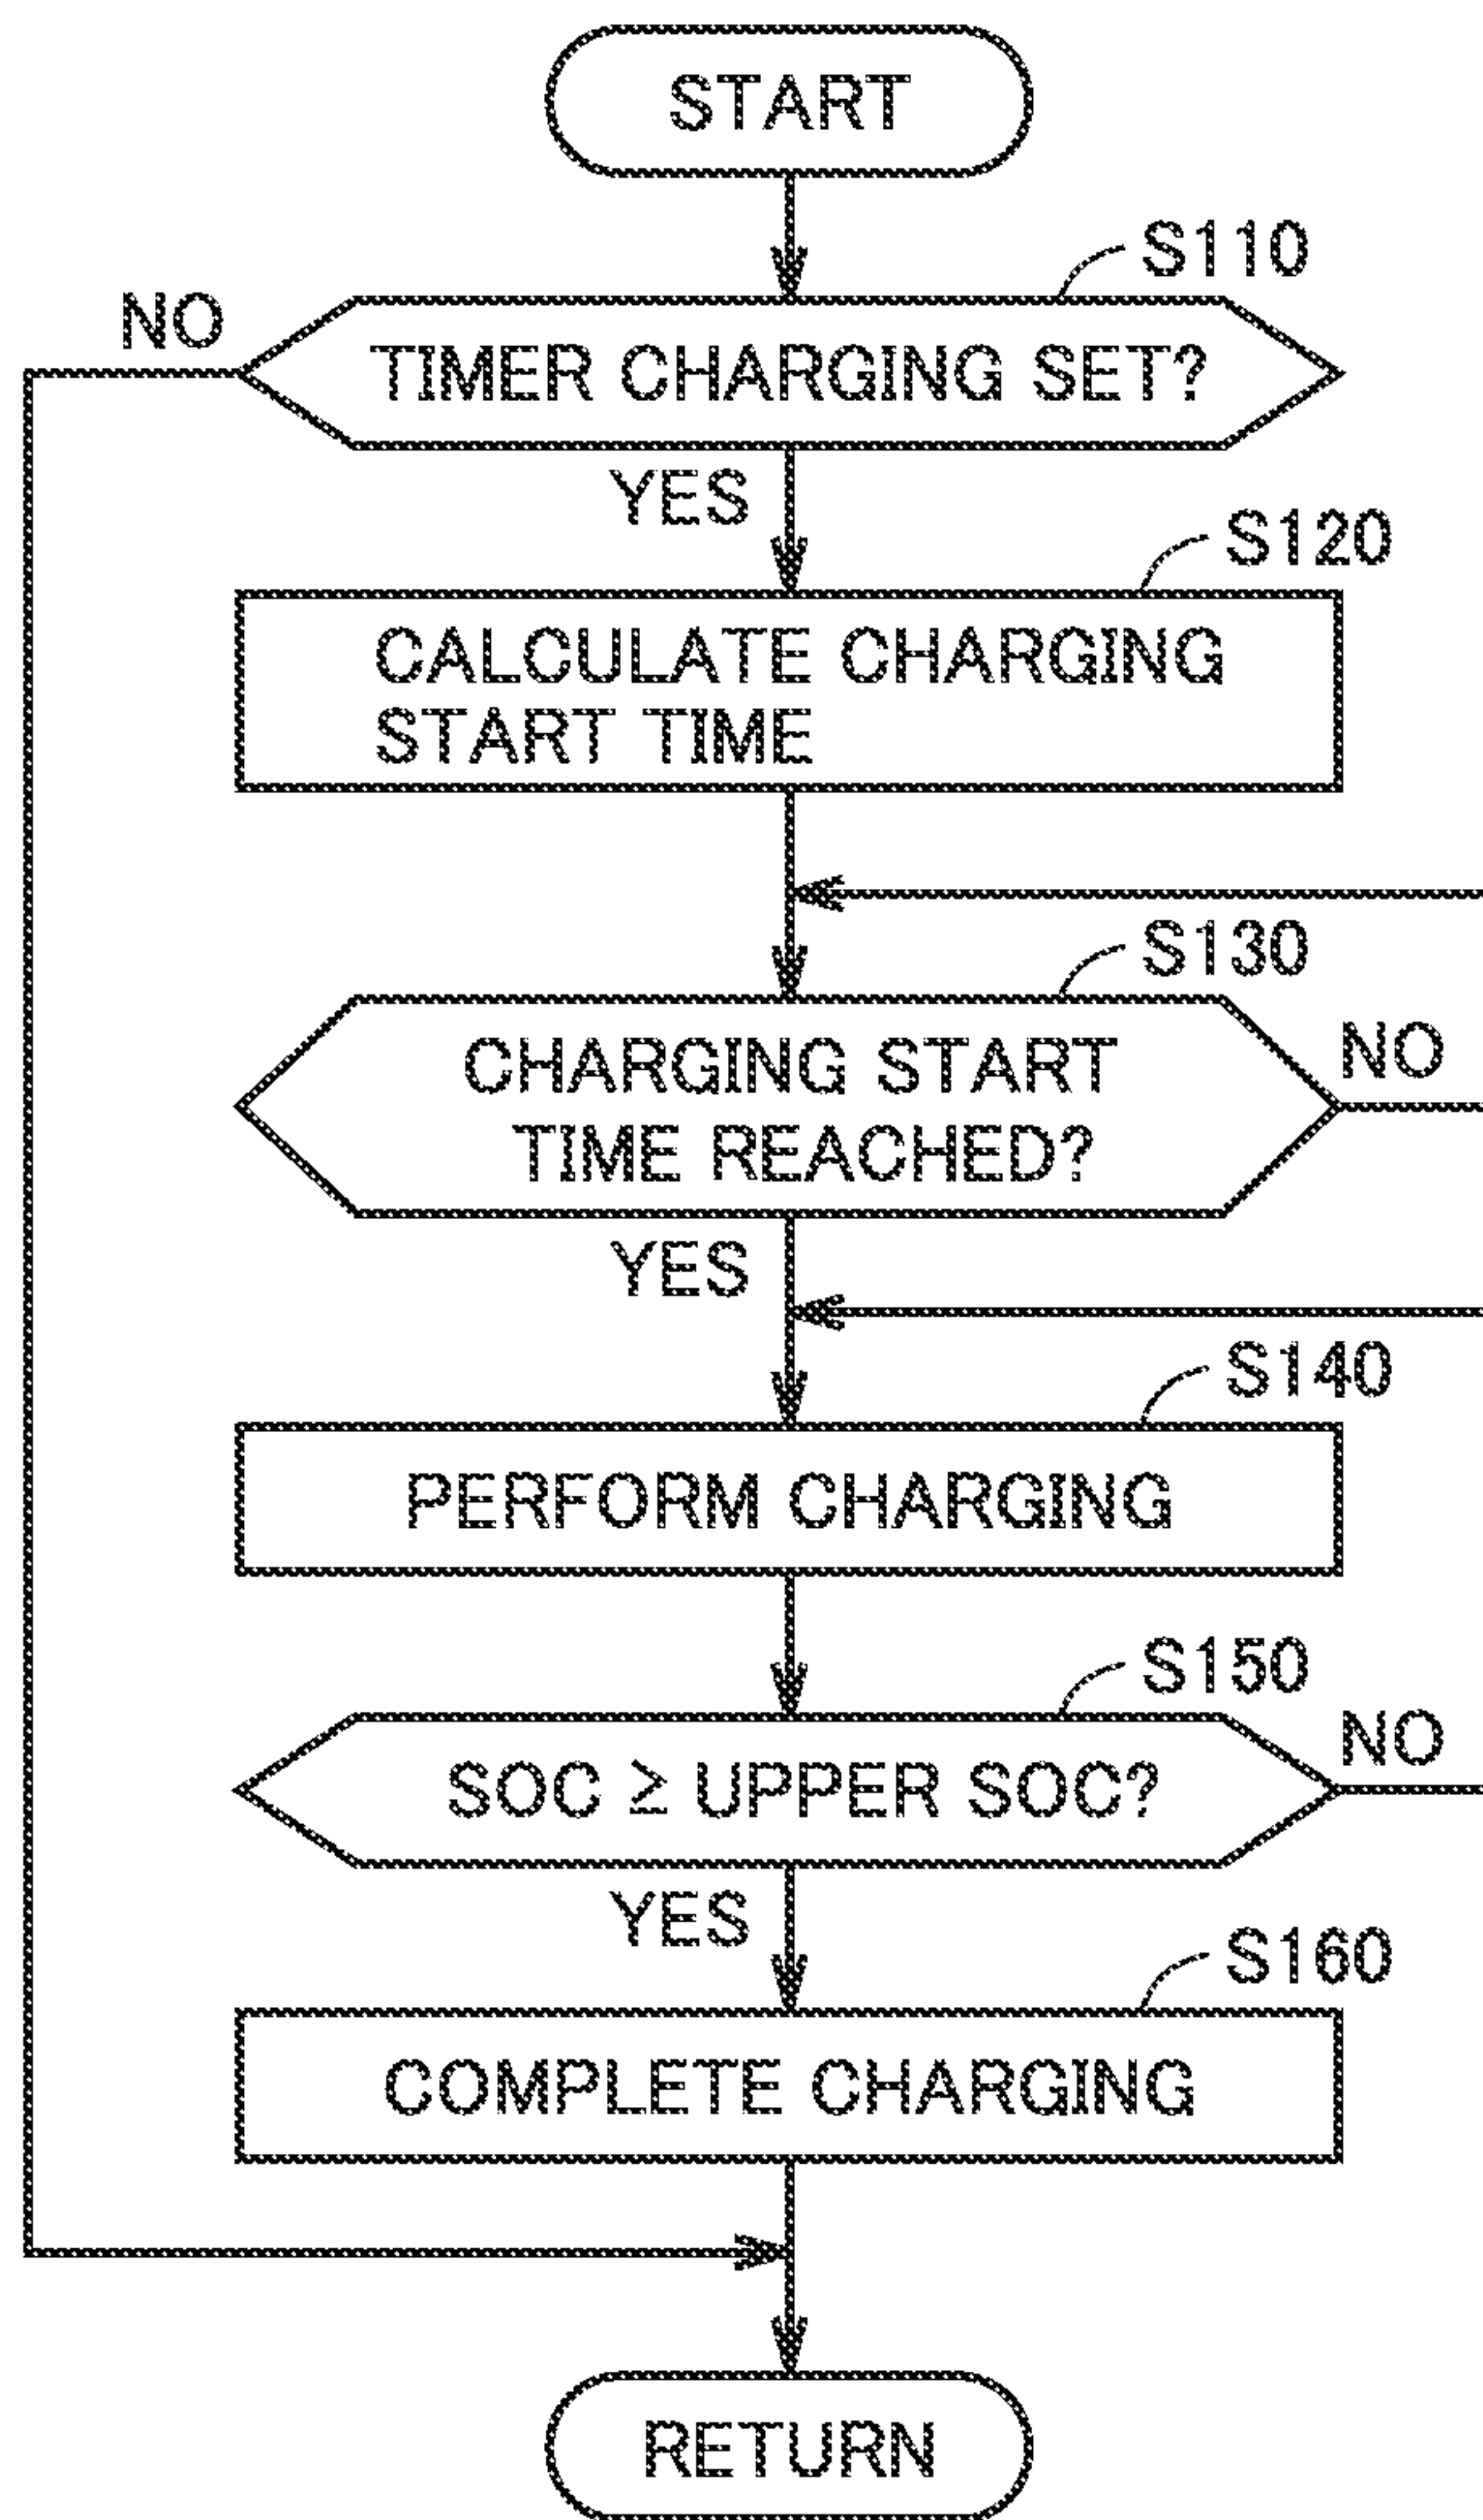 START
S110
NO
TIMER CHARGING SET?
YES
S120
CALCULATE CHARGING
START TIME
S130
CHARGING START
TIME REACHED?
NO
YES
S140
PERFORM CHARGING
S150
SOC ≥ UPPER SOC?
NO
YES
S160
COMPLETE CHARGING
RETURN